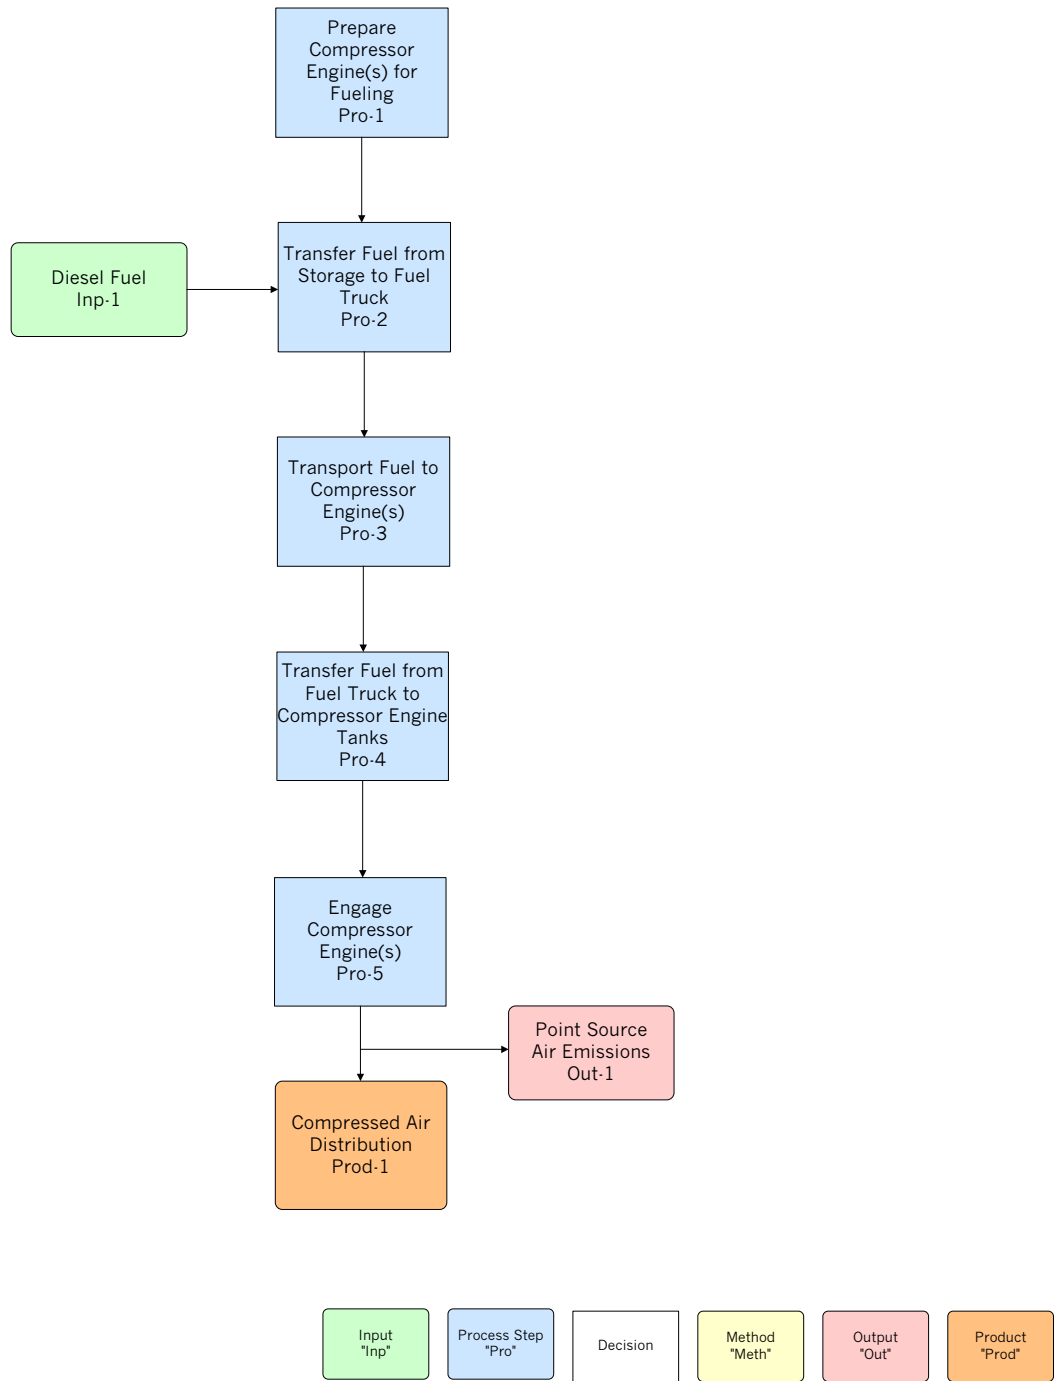 Prepare
Compressor
Engine(s) for
Fueling
Pro-1
Transfer Fuel from
Storage to Fuel
Truck
Pro-2
Diesel Fuel
Inp-1
Transport Fuel to
Compressor
Engine(s)
Pro-3
Transfer Fuel from
Fuel Truck to
Compressor Engine
Tanks
Pro-4
Engage
Compressor
Engine(s)
Pro-5
Point Source
Air Emissions
Out-1
Compressed Air
Distribution
Prod-1
Input
"Inp"
Process Step
"Pro"
Decision
Method
"Meth"
Output
"Out"
Product
"Prod"